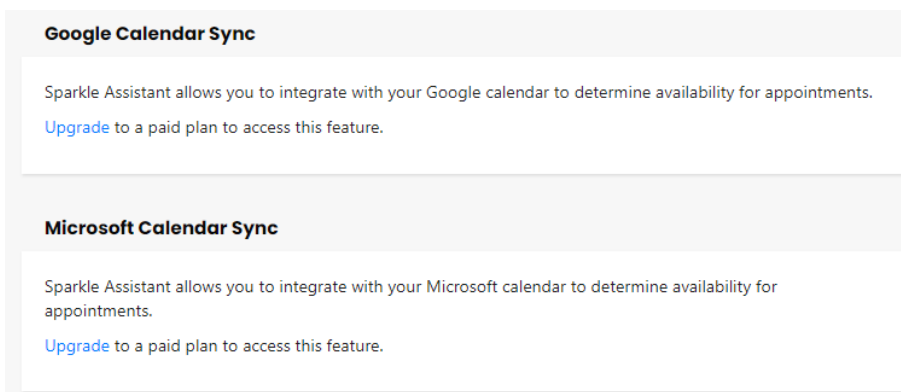 Google Calendar Sync
Sparkle Assistant allows you to integrate with your Google calendar to determine availability for appointments.
Upgrade to a paid plan to access this feature.
Microsoft Calendar Sync
Sparkle Assistant allows you to integrate with your Microsoft calendar to determine availability for
appointments.
Upgrade to a paid plan to access this feature.